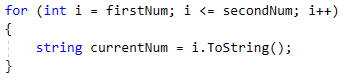 for (int i = firstNum; i <= secondNum; i++)
{
    string currentNum = i.ToString();
}